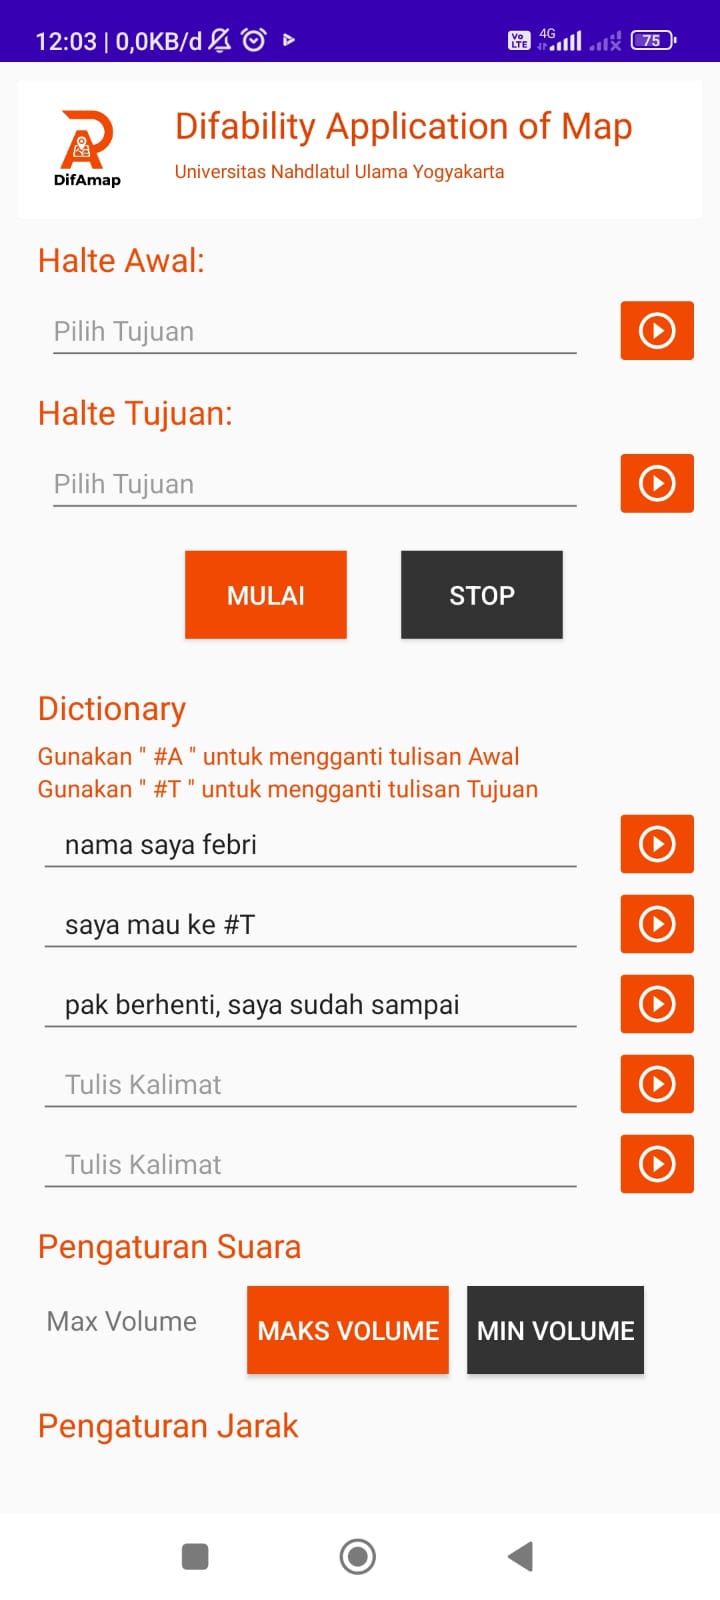 12:03 | 0,0KB/d
Vo LTE 4G 75
Difability Application of Map
DifAmap
Universitas Nahdlatul Ulama Yogyakarta
Halte Awal:
Pilih Tujuan
Halte Tujuan:
Pilih Tujuan
MULAI STOP
Dictionary
Gunakan " #A " untuk mengganti tulisan Awal
Gunakan " #T " untuk mengganti tulisan Tujuan
nama saya febri
saya mau ke #T
pak berhenti, saya sudah sampai
Tulis Kalimat
Tulis Kalimat
Pengaturan Suara
Max Volume MAKS VOLUME MIN VOLUME
Pengaturan Jarak